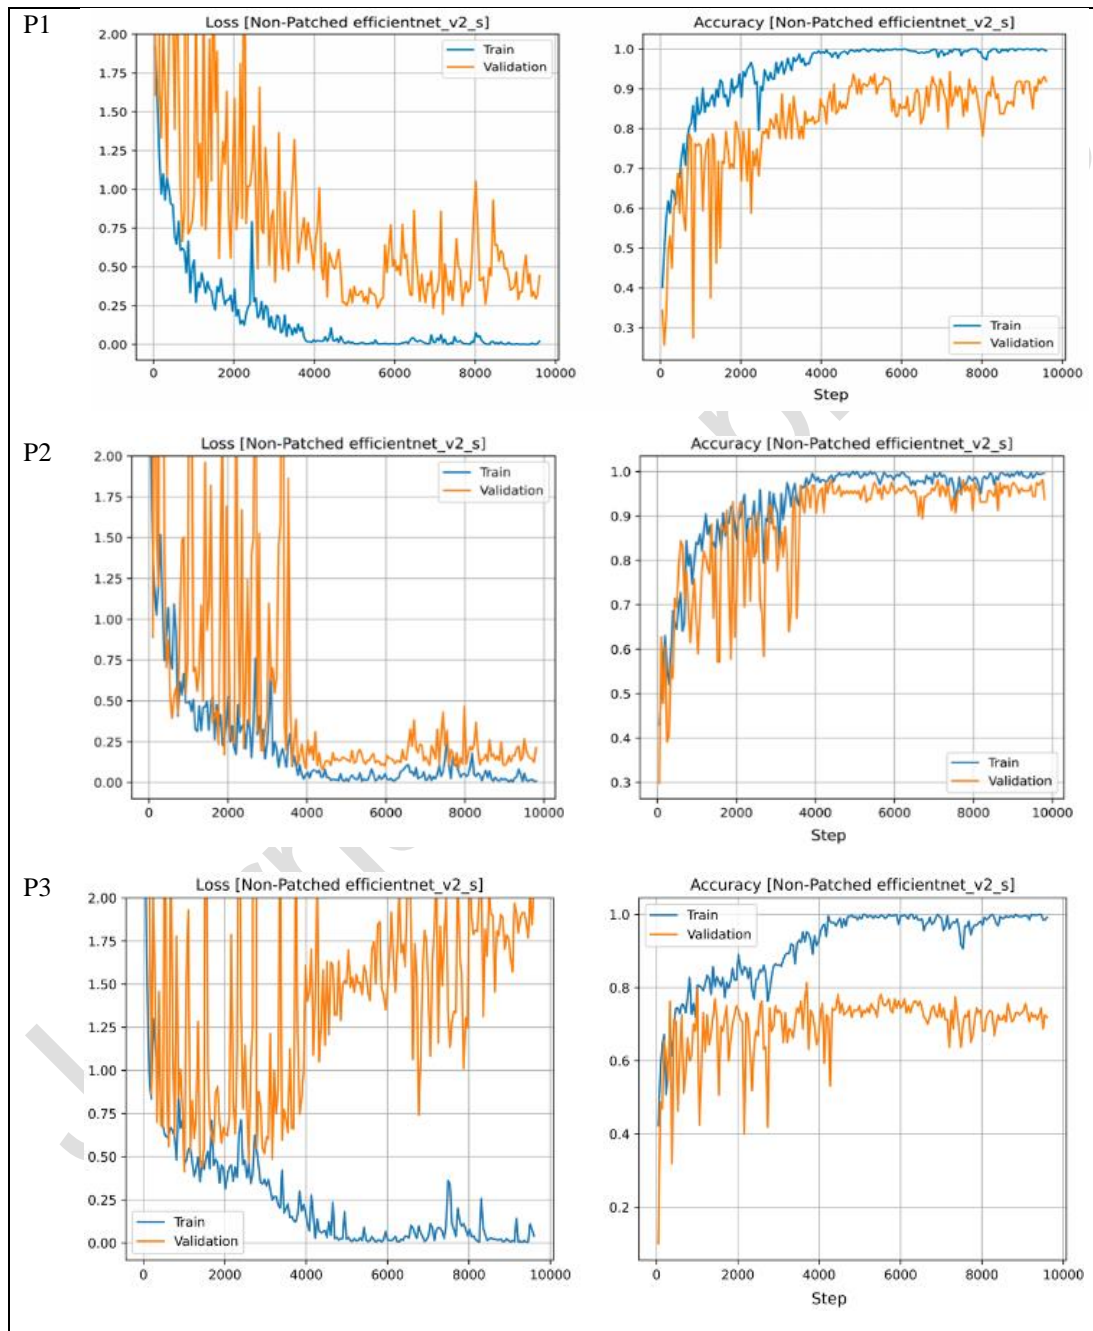 P1
Loss [Non-Patched efficientnet_v2_s]
2.00
1.75
1.50
1.25
1.00
0.75
0.50
0.25
0.00
0 2000 4000 6000 8000 10000
Train
Validation
Accuracy [Non-Patched efficientnet_v2_s]
1.0
0.9
0.8
0.7
0.6
0.5
0.4
0.3
0 2000 4000 6000 8000 10000
Step
Train
Validation
P2
Loss [Non-Patched efficientnet_v2_s]
2.00
1.75
1.50
1.25
1.00
0.75
0.50
0.25
0.00
0 2000 4000 6000 8000 10000
Train
Validation
Accuracy [Non-Patched efficientnet_v2_s]
1.0
0.9
0.8
0.7
0.6
0.5
0.4
0.3
0 2000 4000 6000 8000 10000
Step
Train
Validation
P3
Loss [Non-Patched efficientnet_v2_s]
2.00
1.75
1.50
1.25
1.00
0.75
0.50
0.25
0.00
0 2000 4000 6000 8000 10000
Train
Validation
Accuracy [Non-Patched efficientnet_v2_s]
1.0
0.8
0.6
0.4
0.2
0 2000 4000 6000 8000 10000
Step
Train
Validation